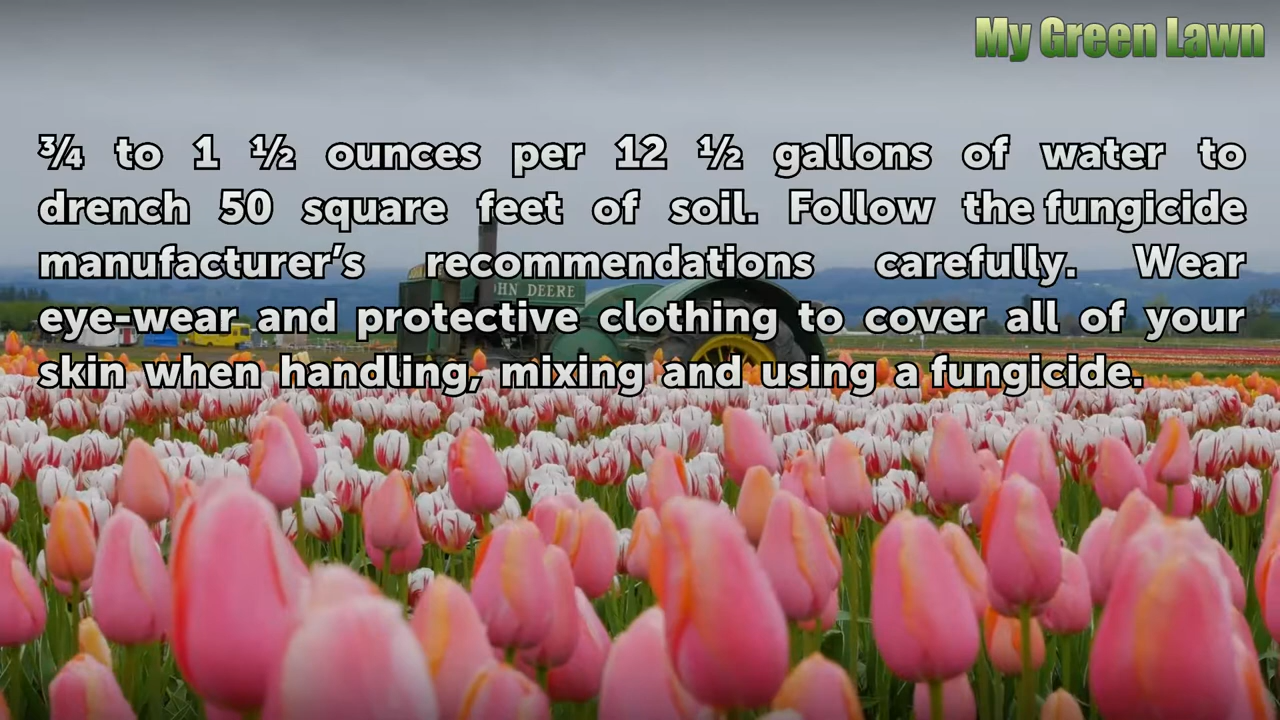 My Green Lawn
¾ to 1 ½ ounces per 12 ½ gallons of water to
drench 50 square feet of soil. Follow the fungicide
manufacturer's recommendations carefully. Wear
OHN DEERE
eye-wear and protective clothing to cover all of your
skin when handling, mixing and using a fungicide.